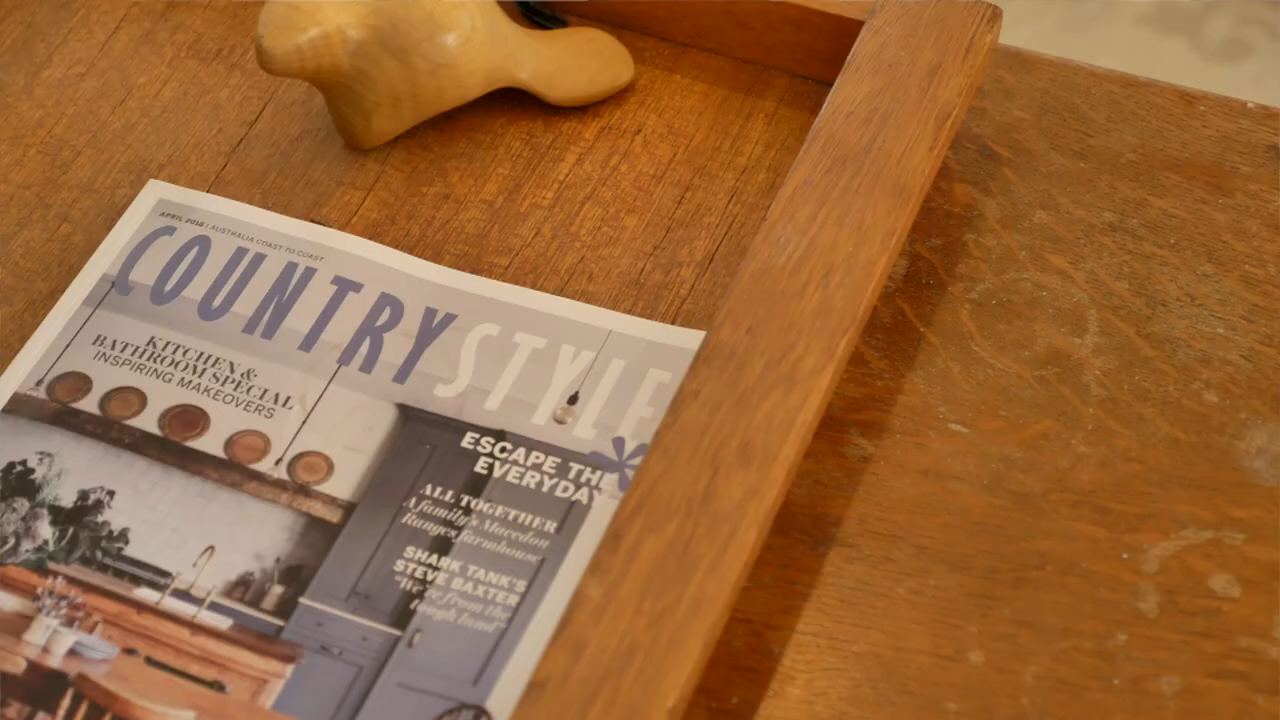 APRIL 2018 | AUSTRALIA COAST TO COAST
COUNTRY STYLE
KITCHEN &
BATHROOM SPECIAL
INSPIRING MAKEOVERS
ESCAPE THE
EVERYDAY
ALL TOGETHER
A family's Macedon
Ranges farmhouse
SHARK TANK'S
STEVE BAXTER
"We're from the
tough land"